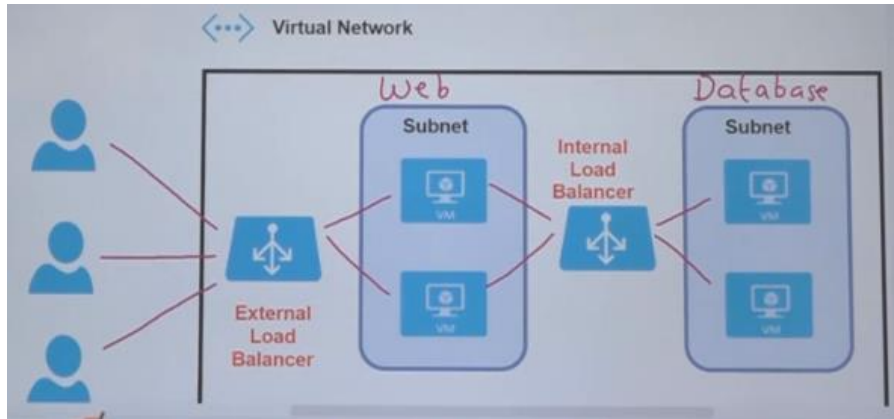 Virtual Network
Web
Database
Subnet
Subnet
VM
VM
External
Load
Balancer
Internal
Load
Balancer
VM
VM